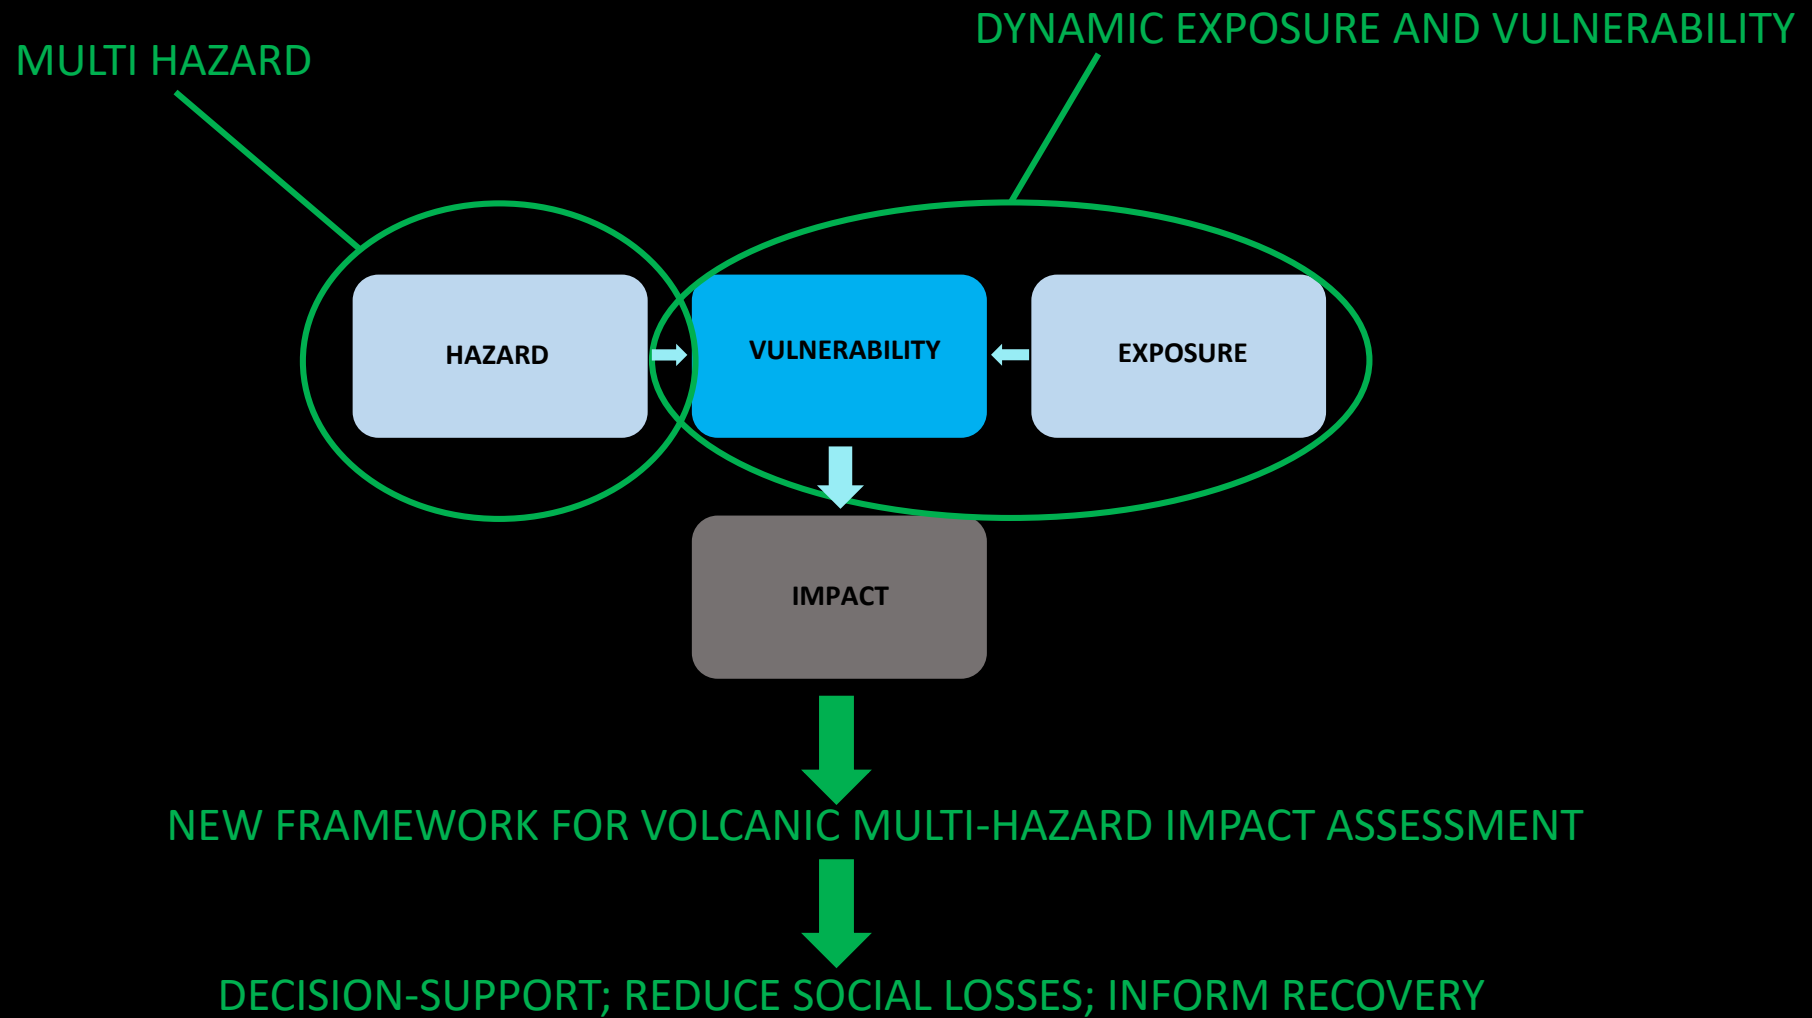 DYNAMIC EXPOSURE AND VULNERABILITY
MULTI HAZARD
HAZARD
VULNERABILITY
EXPOSURE
IMPACT
NEW FRAMEWORK FOR VOLCANIC MULTI-HAZARD IMPACT ASSESSMENT
DECISION-SUPPORT; REDUCE SOCIAL LOSSES; INFORM RECOVERY